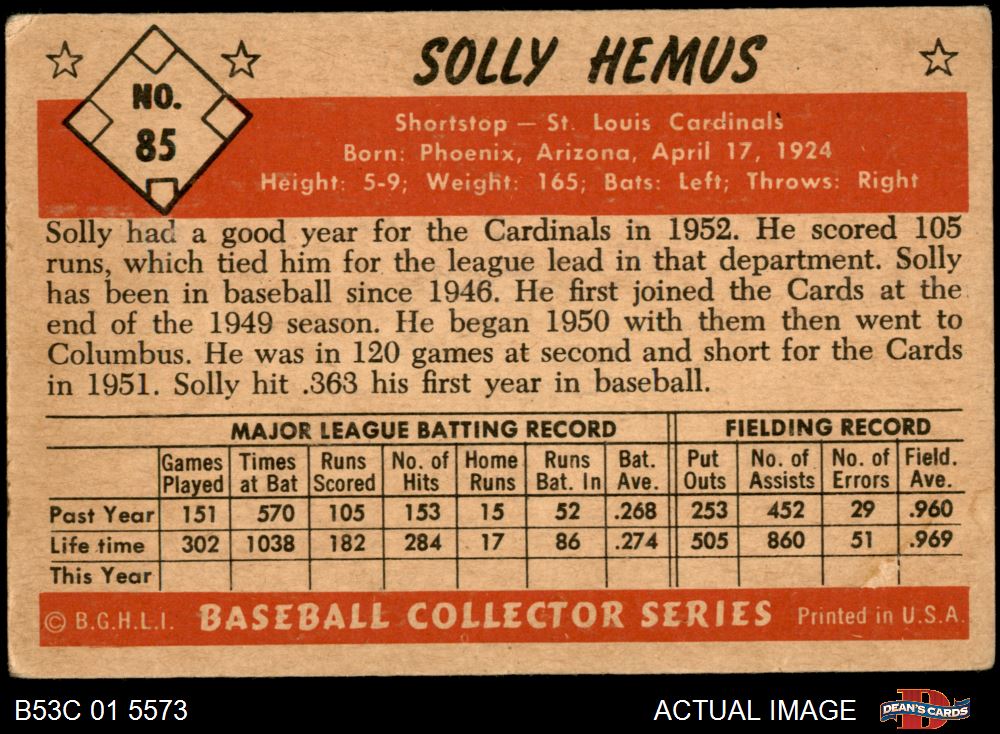 NO.
85
SOLLY HEMUS
Shortstop — St. Louis Cardinals
Born: Phoenix, Arizona, April 17, 1924
Height: 5-9; Weight: 165; Bats: Left; Throws: Right
Solly had a good year for the Cardinals in 1952. He scored 105
runs, which tied him for the league lead in that department. Solly
has been in baseball since 1946. He first joined the Cards at the
end of the 1949 season. He began 1950 with them then went to
Columbus. He was in 120 games at second and short for the Cards
in 1951. Solly hit .363 his first year in baseball.
MAJOR LEAGUE BATTING RECORD FIELDING RECORD
Games Times Runs No. of Home Runs Bat. Put No. of No. of Field.
Played at Bat Scored Hits Runs Bat. In Ave. Outs Assists Errors Ave.
Past Year 151 570 105 153 15 52 .268 253 452 29 .960
Life time 302 1038 182 284 17 86 .274 505 860 51 .969
This Year
© B.G.H.L.I. BASEBALL COLLECTOR SERIES Printed in U.S.A.
B53C 01 5573 ACTUAL IMAGE DEAN'S CARDS